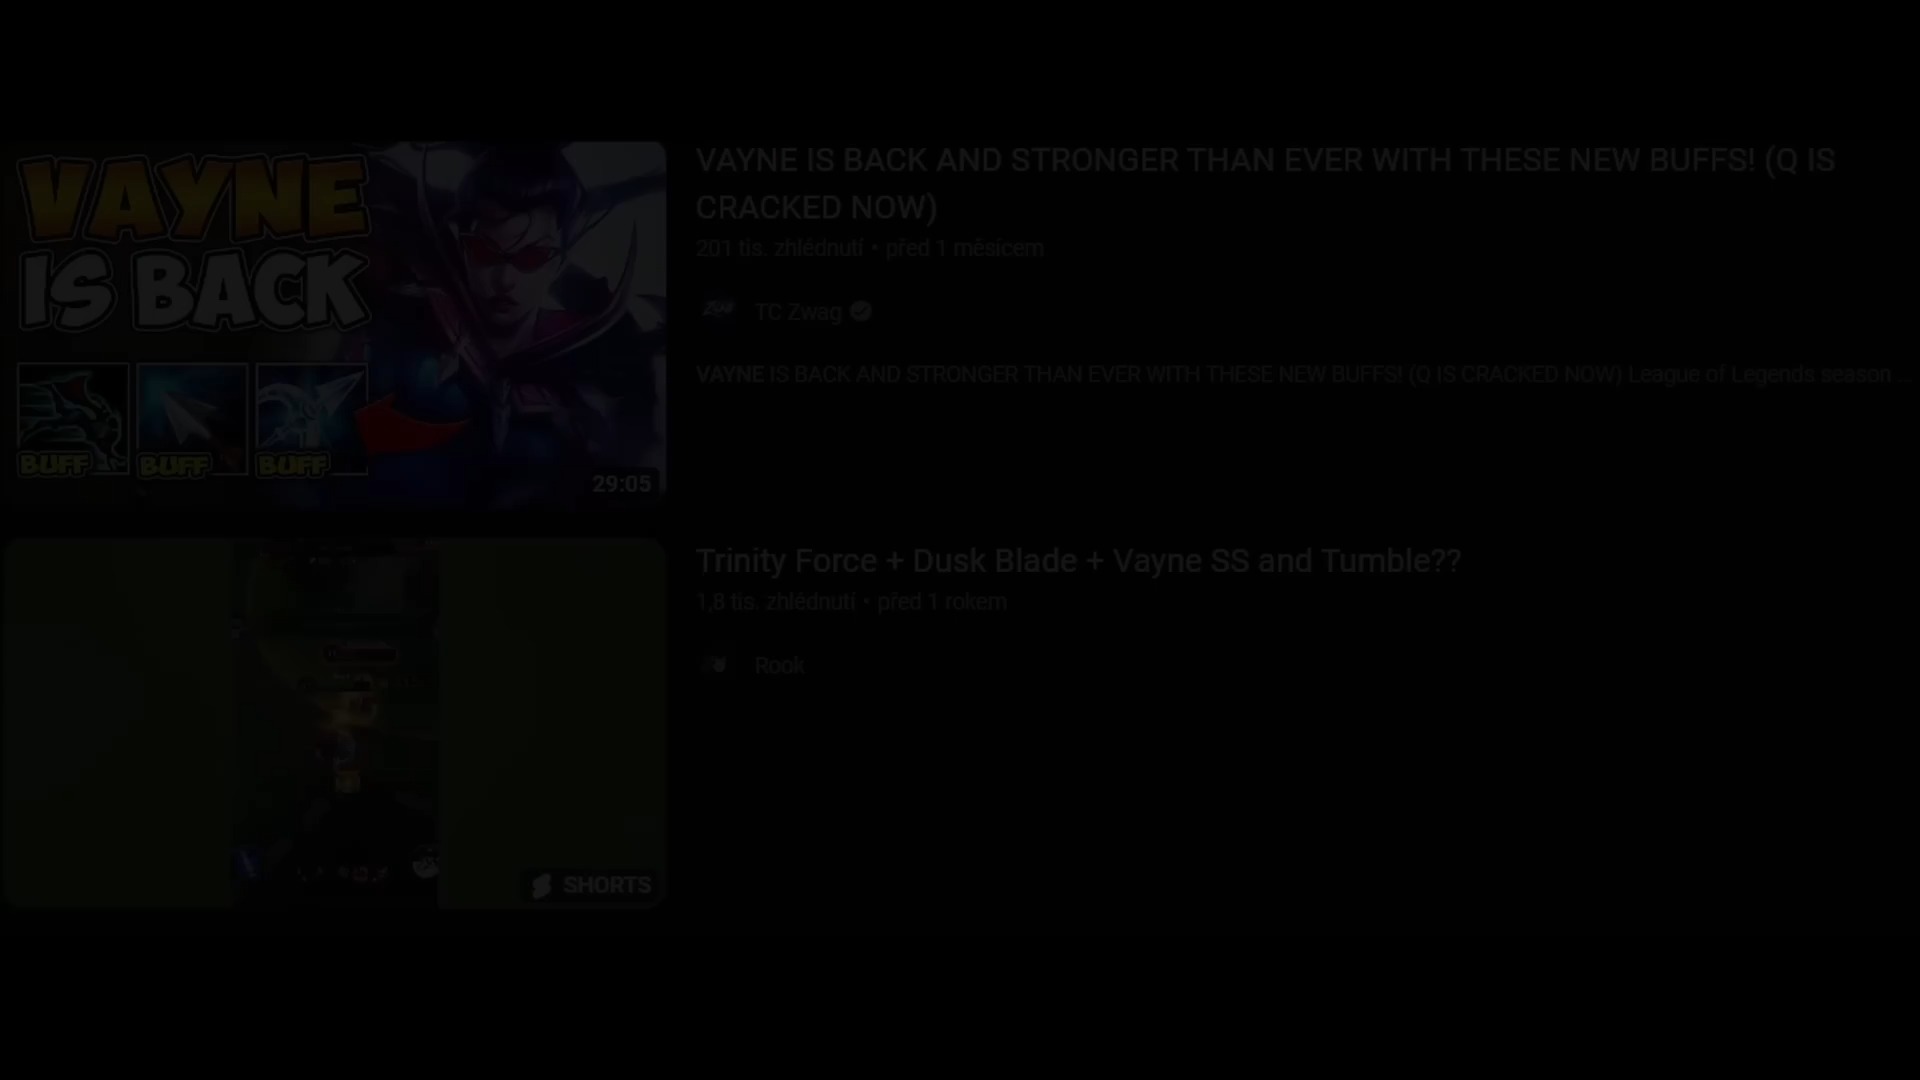 VAYNE
IS BACK
BUFF BUFF BUFF
29:05
VAYNE IS BACK AND STRONGER THAN EVER WITH THESE NEW BUFFS! (Q IS
CRACKED NOW)
201 tis. zhlédnutí • před 1 měsícem
TC Zwag
VAYNE IS BACK AND STRONGER THAN EVER WITH THESE NEW BUFFS! (Q IS CRACKED NOW) League of Legends season ...
SHORTS
Trinity Force + Dusk Blade + Vayne SS and Tumble??
1,8 tis. zhlédnutí • před 1 rokem
Rook